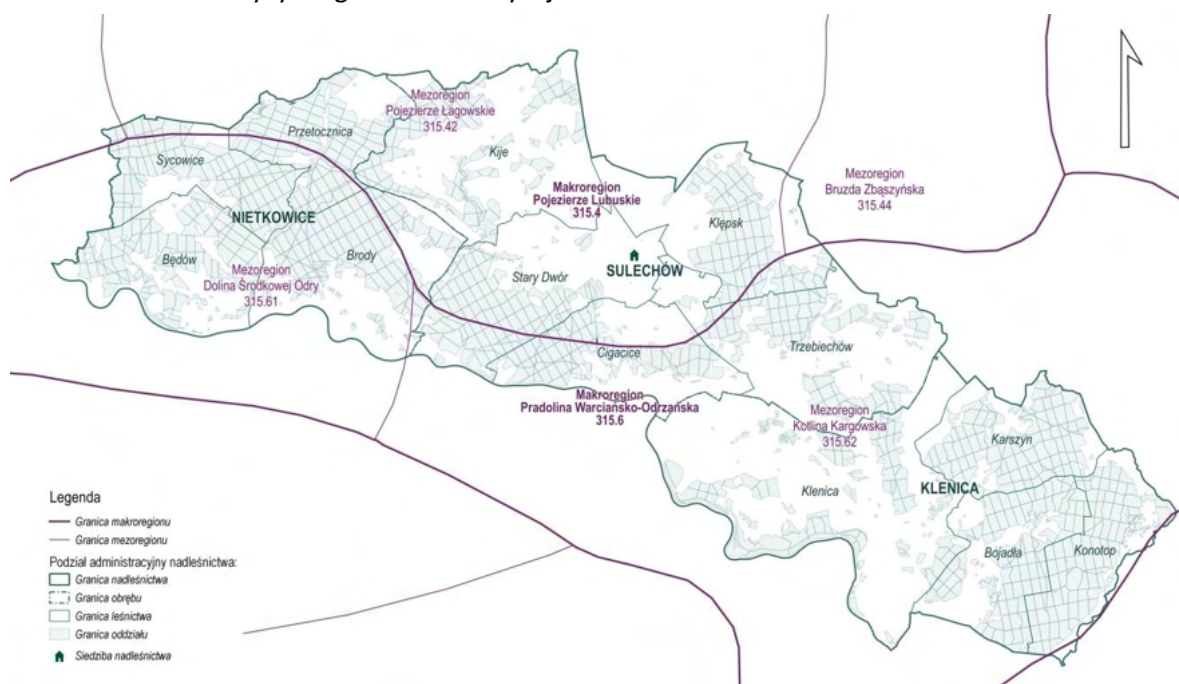 Mezoregion
Pojezierze Łagowskie
315.42
Przetocznica
Sycowice
Kije
Mezoregion
Bruzda Zbąszyńska
315.44
Makroregion
Pojezierze Lubuskie
315.4
NIETKOWICE
Klępsk
Będów
Brody
Mezoregion
Dolina Środkowej Odry
315.61
Stary Dwór
SULECHÓW
Cigacice
Trzebiechów
Makroregion
Pradolina Warciańsko-Odrzańska
315.6
Mezoregion
Kotlina Kargowska
315.62
Karszyn
Klenica
KLENICA
Bojadła
Konotop
Legenda
Granica makroregionu
Granica mezoregionu
Podział administracyjny nadleśnictwa:
Granica nadleśnictwa
Granica obrębu
Granica leśnictwa
Granica oddziału
Siedziba nadleśnictwa